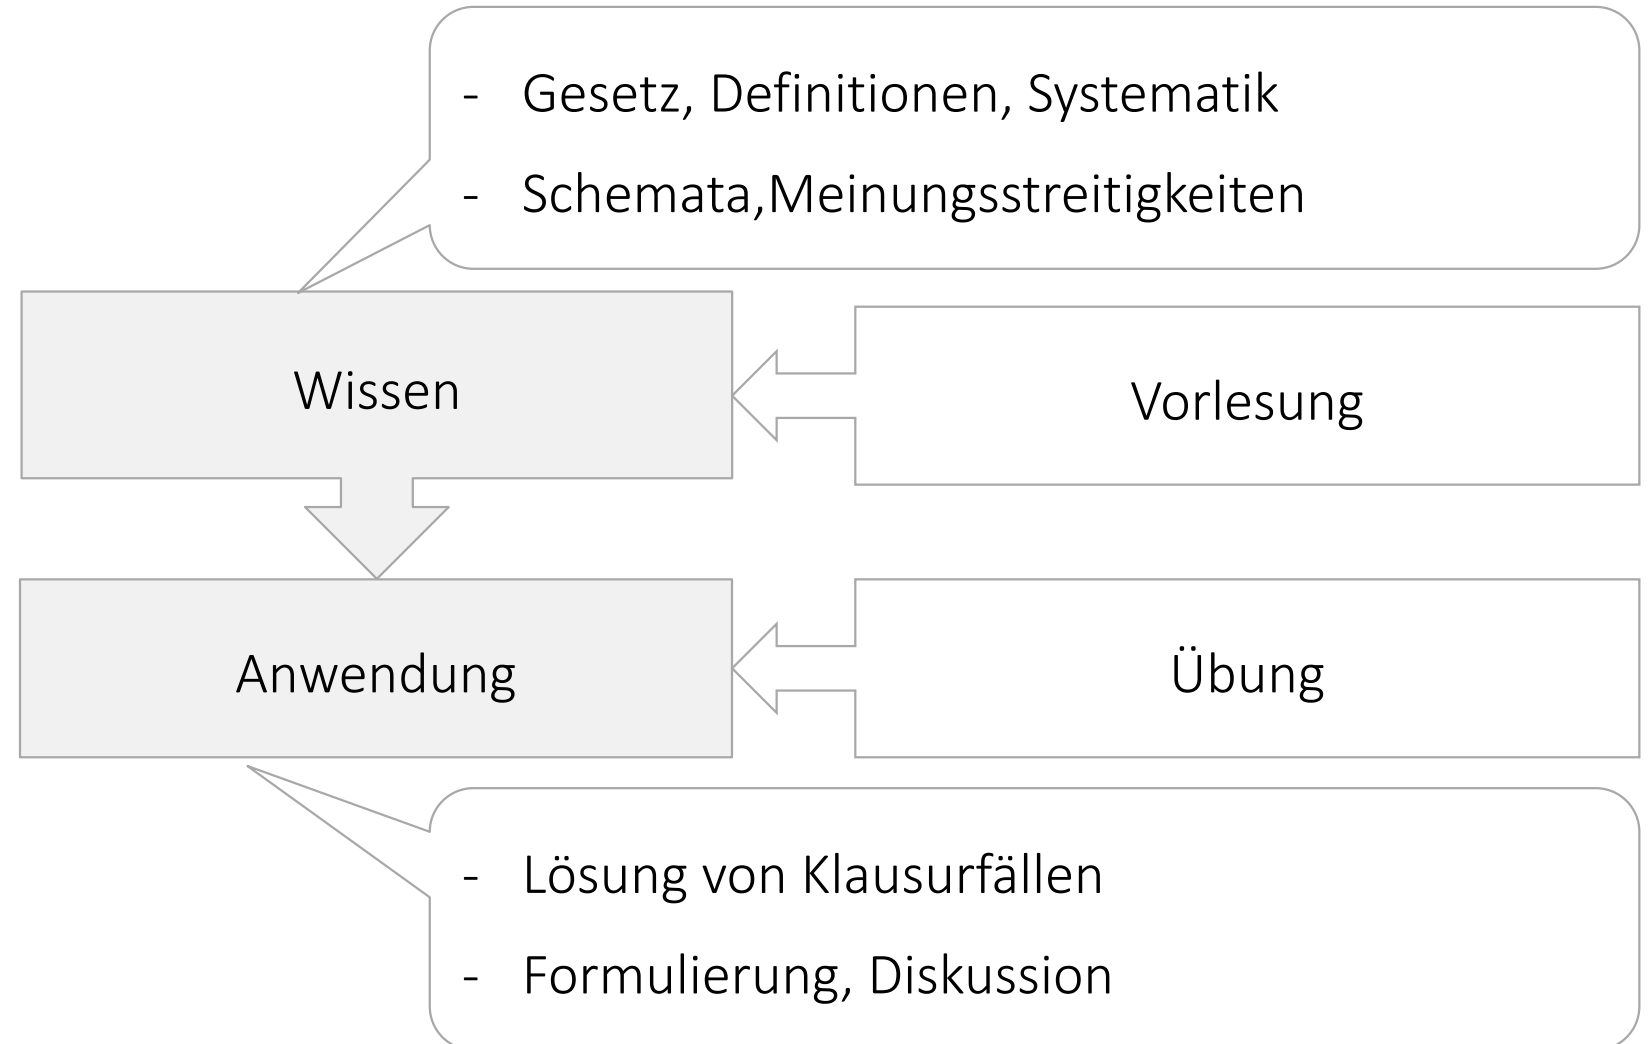 - Gesetz, Definitionen, Systematik
- Schemata,Meinungsstreitigkeiten
Wissen
Vorlesung
Anwendung
Übung
- Lösung von Klausurfällen
- Formulierung, Diskussion